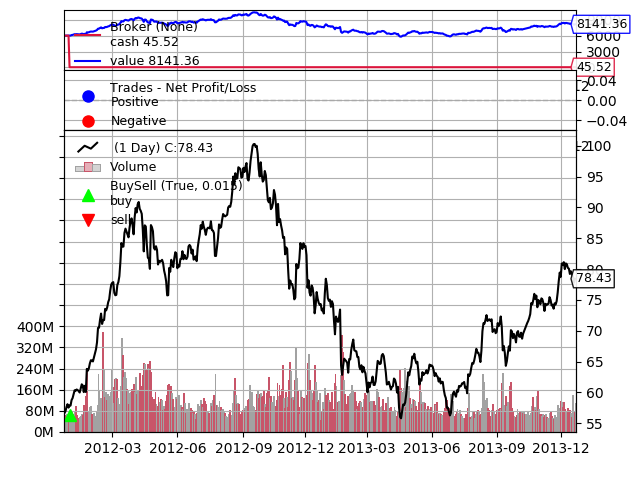 Broker (None)
cash 45.52
value 8141.36
8141.36
6000
3000
45.52
Trades - Net Profit/Loss
Positive
Negative
0.04
0.00
−0.04
(1 Day) C:78.43
Volume
BuySell (True, 0.015)
buy
sell
100
95
90
85
80
78.43
75
70
65
60
55
400M
320M
240M
160M
80M
0M
2012-03
2012-06
2012-09
2012-12
2013-03
2013-06
2013-09
2013-12